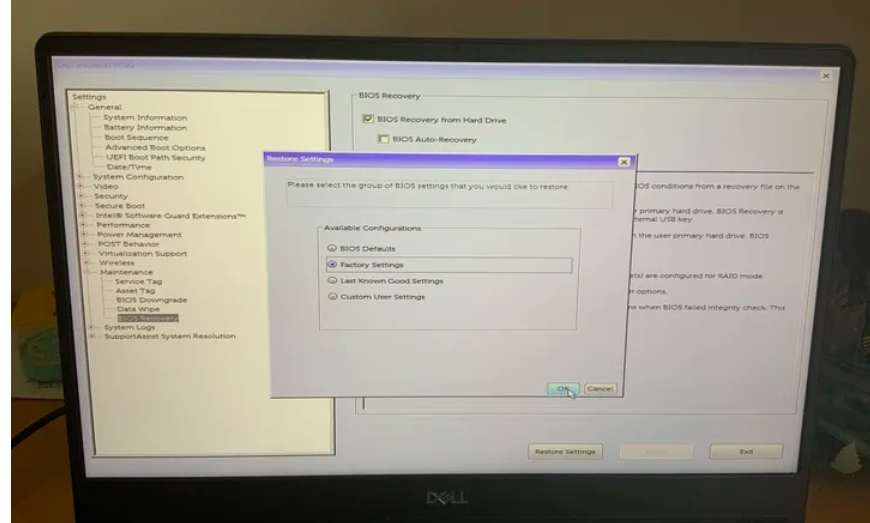 Settings
General
System Information
Battery Information
Boot Sequence
Advanced Boot Options
UEFI Boot Path Security
Date/Time
System Configuration
Video
Security
Secure Boot
Intel® Software Guard Extensions™
Performance
Power Management
POST Behavior
Virtualization Support
Wireless
Maintenance
Service Tag
Asset Tag
BIOS Downgrade
Data Wipe
BIOS Recovery
System Logs
SupportAssist System Resolution
BIOS Recovery
BIOS Recovery from Hard Drive
BIOS Auto-Recovery
Restore Settings
Please select the group of BIOS settings that you would like to restore:
Available Configurations
BIOS Defaults
Factory Settings
Last Known Good Settings
Custom User Settings
OK
Cancel
conditions from a recovery file on the
primary hard drive. BIOS Recovery is
USB key.
the user primary hard drive. BIOS
are configured for RAID mode.
options.
when BIOS failed integrity check. This
Restore Settings
Exit
DELL